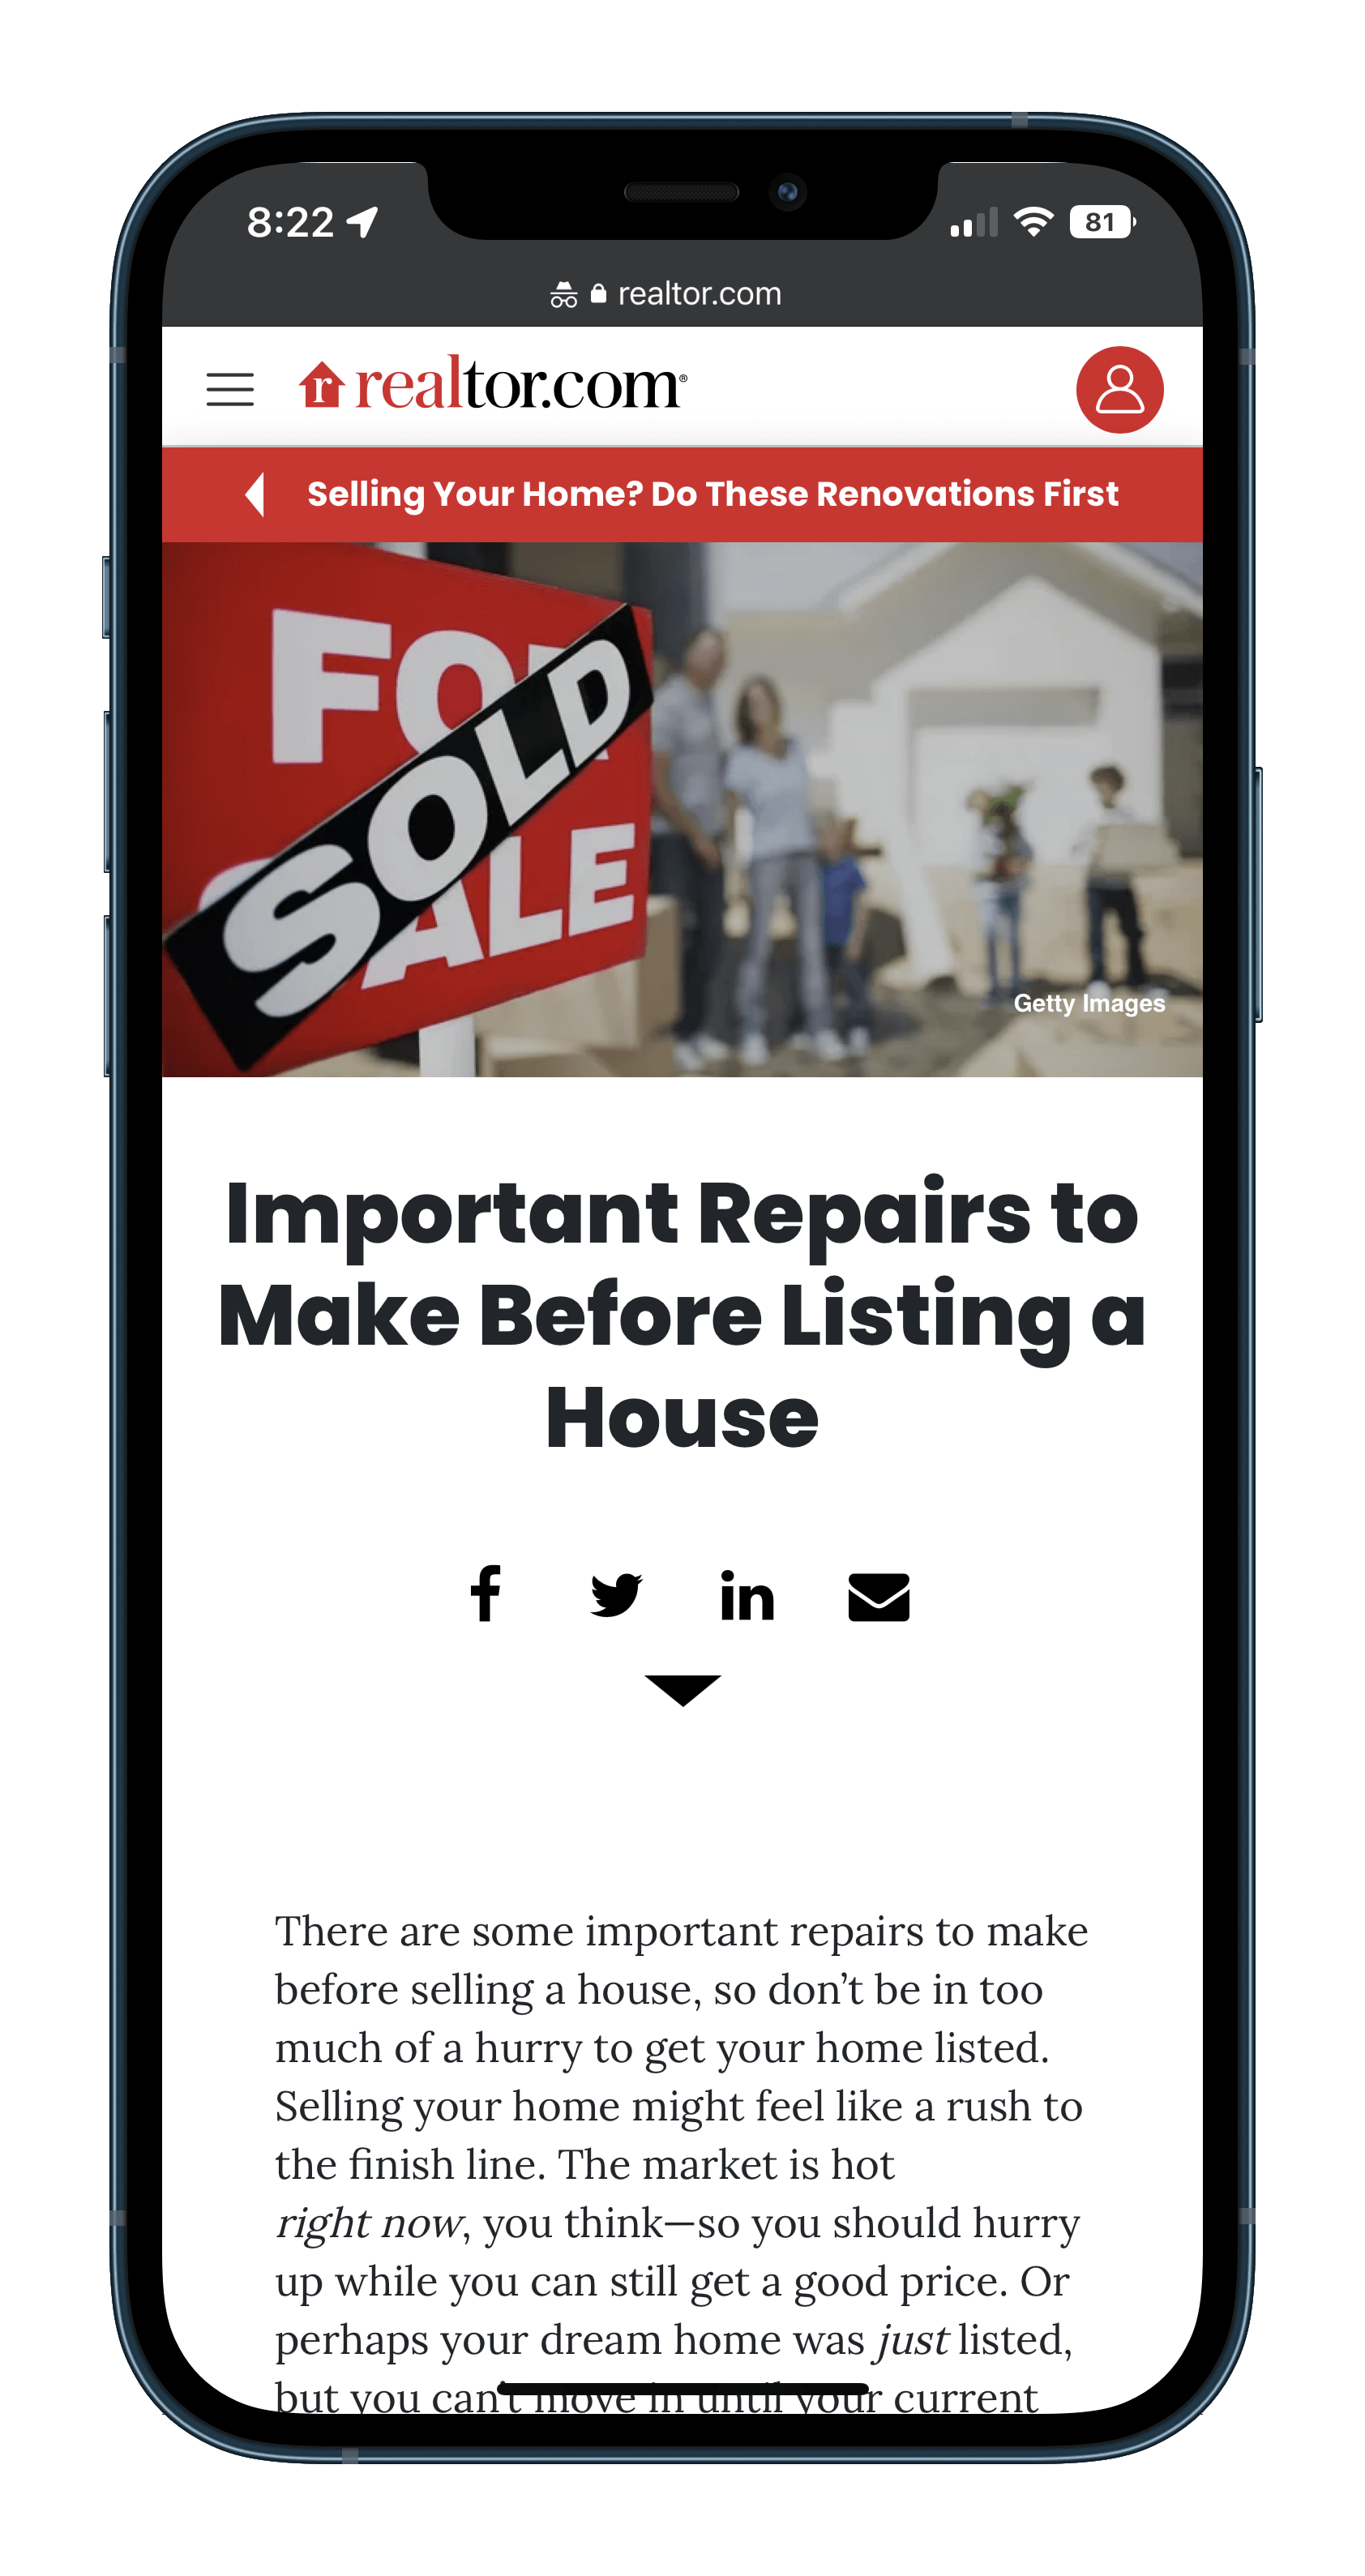 8:22
81
realtor.com
r realtor.com®
Selling Your Home? Do These Renovations First
FOR
SOLD
SALE
Getty Images
Important Repairs to
Make Before Listing a
House
f
in
There are some important repairs to make
before selling a house, so don’t be in too
much of a hurry to get your home listed.
Selling your home might feel like a rush to
the finish line. The market is hot
right now, you think—so you should hurry
up while you can still get a good price. Or
perhaps your dream home was just listed,
but you can't move in until your current